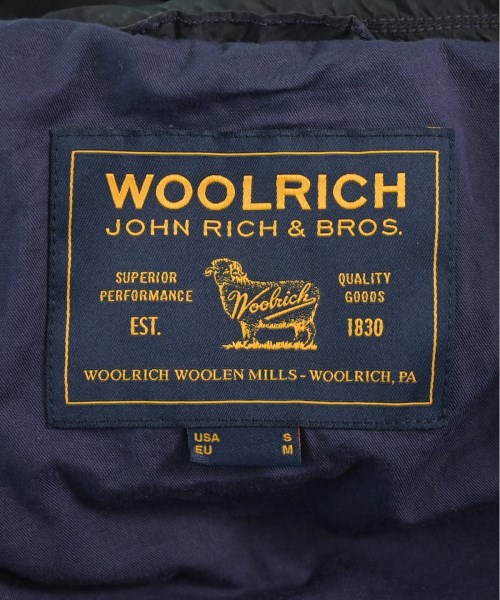 WOOLRICH
JOHN RICH & BROS.
SUPERIOR
PERFORMANCE
EST.
Woolrich
QUALITY
GOODS
1830
WOOLRICH WOOLEN MILLS - WOOLRICH, PA
USA S
EU M